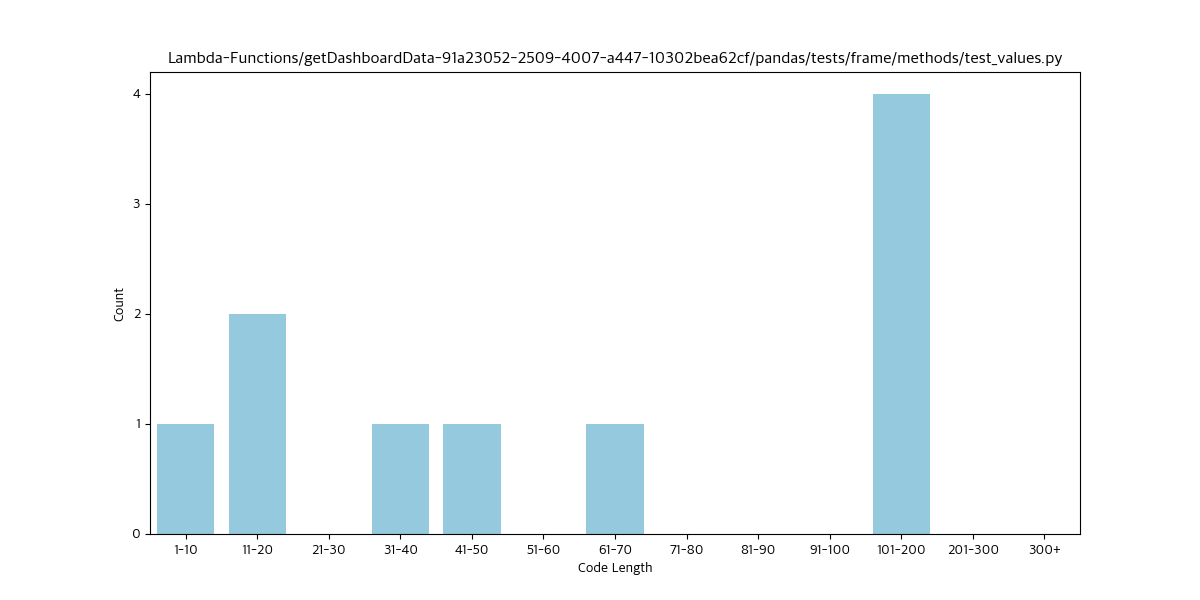 Lambda-Functions/getDashboardData-91a23052-2509-4007-a447-10302bea62cf/pandas/tests/frame/methods/test_values.py
4
3
2
1
0
Count
1-10 11-20 21-30 31-40 41-50 51-60 61-70 71-80 81-90 91-100 101-200 201-300 300+
Code Length